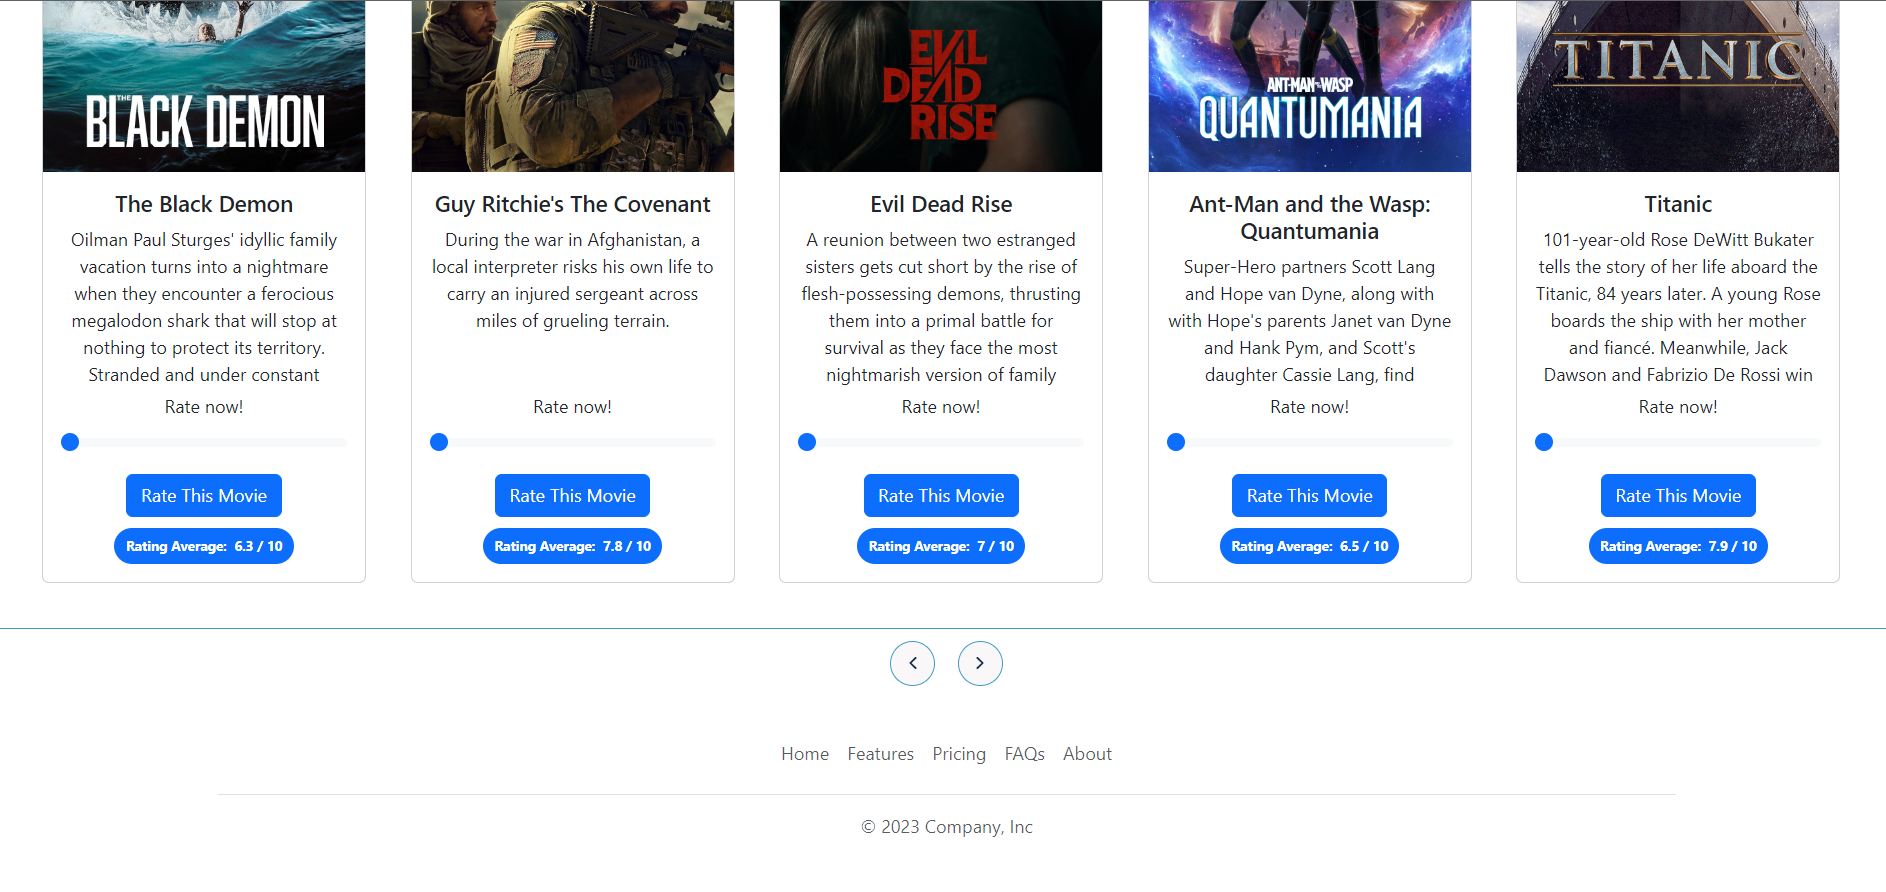 THE
BLACK DEMON
EVIL
DEAD
RISE
ANT-MAN AND THE WASP
QUANTUMANIA
TITANIC
The Black Demon
Oilman Paul Sturges' idyllic family
vacation turns into a nightmare
when they encounter a ferocious
megalodon shark that will stop at
nothing to protect its territory.
Stranded and under constant
Rate now!
Rate This Movie
Rating Average: 6.3 / 10
Guy Ritchie's The Covenant
During the war in Afghanistan, a
local interpreter risks his own life to
carry an injured sergeant across
miles of grueling terrain.
Rate now!
Rate This Movie
Rating Average: 7.8 / 10
Evil Dead Rise
A reunion between two estranged
sisters gets cut short by the rise of
flesh-possessing demons, thrusting
them into a primal battle for
survival as they face the most
nightmarish version of family
Rate now!
Rate This Movie
Rating Average: 7 / 10
Ant-Man and the Wasp:
Quantumania
Super-Hero partners Scott Lang
and Hope van Dyne, along with
with Hope's parents Janet van Dyne
and Hank Pym, and Scott's
daughter Cassie Lang, find
Rate now!
Rate This Movie
Rating Average: 6.5 / 10
Titanic
101-year-old Rose DeWitt Bukater
tells the story of her life aboard the
Titanic, 84 years later. A young Rose
boards the ship with her mother
and fiancé. Meanwhile, Jack
Dawson and Fabrizio De Rossi win
Rate now!
Rate This Movie
Rating Average: 7.9 / 10
Home Features Pricing FAQs About
© 2023 Company, Inc